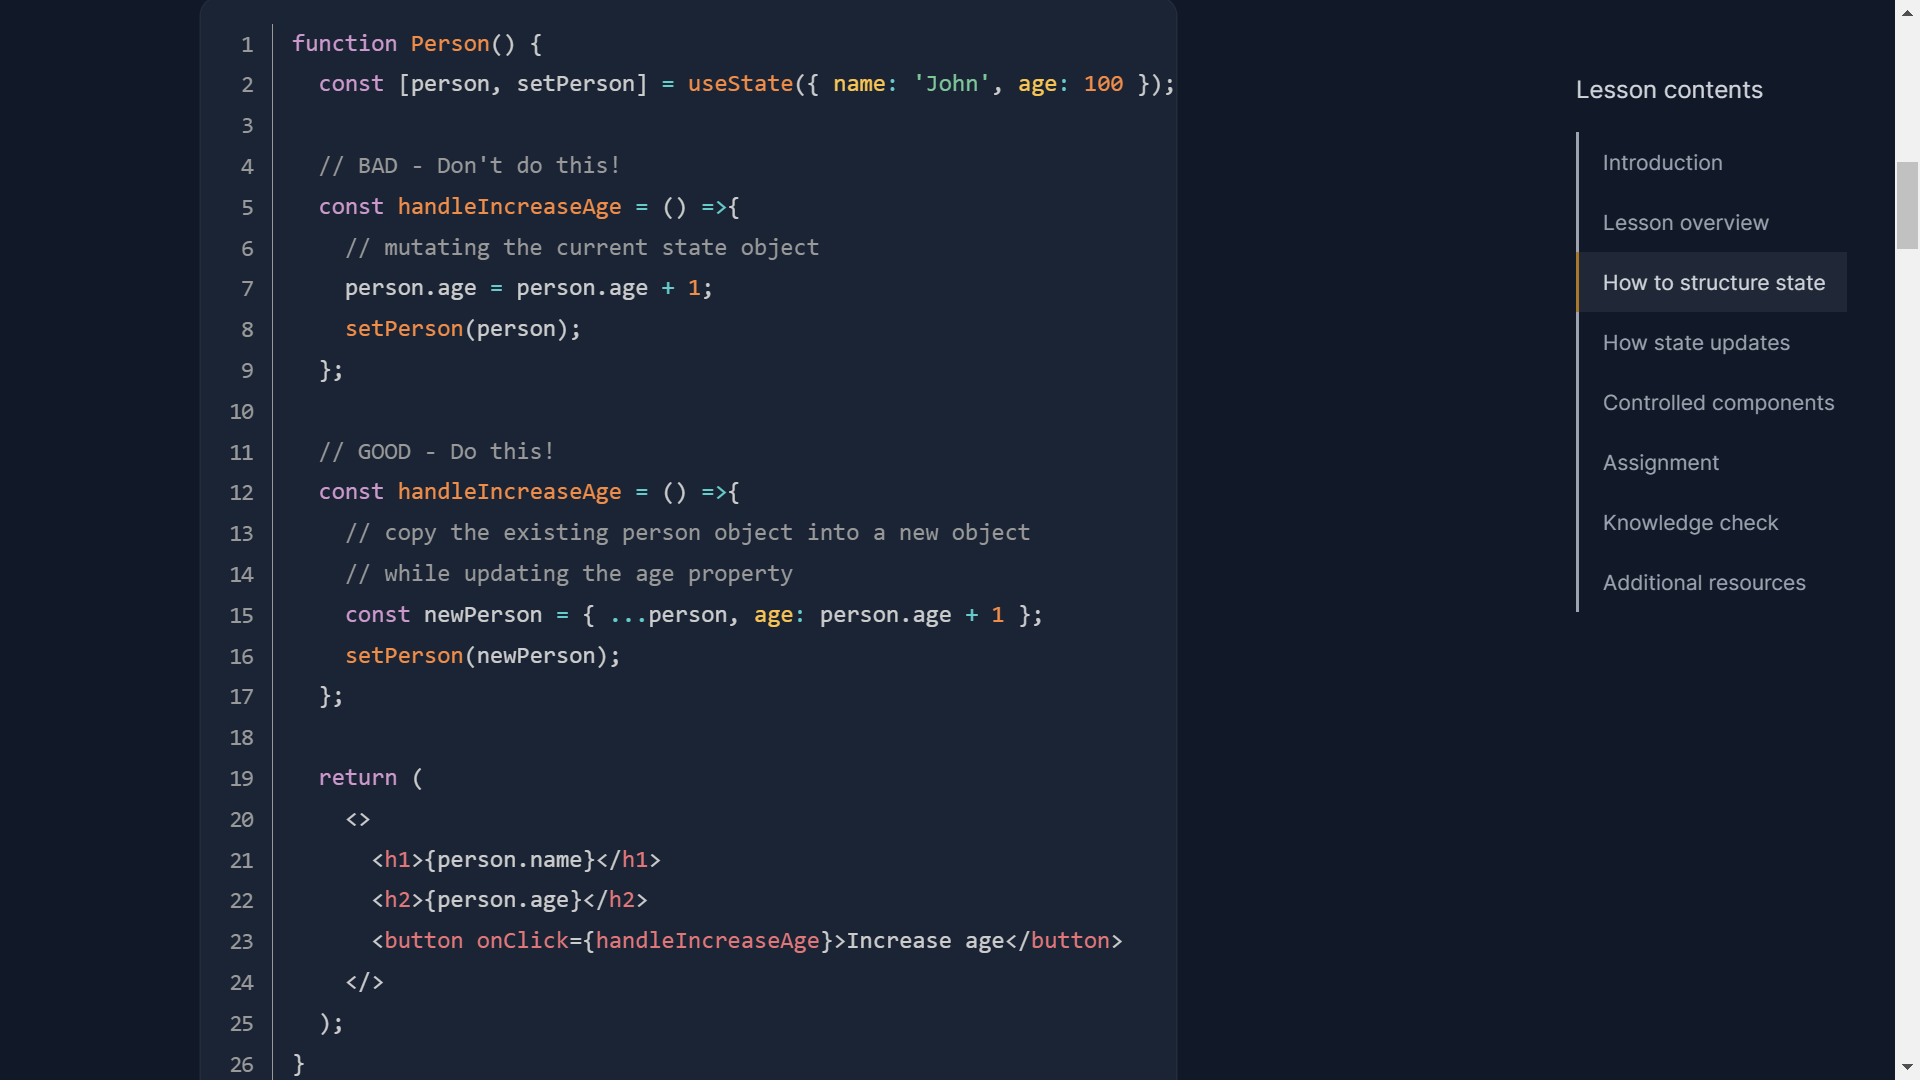 1 function Person() {
2   const [person, setPerson] = useState({ name: 'John', age: 100 });
3
4   // BAD - Don't do this!
5   const handleIncreaseAge = () =>{
6     // mutating the current state object
7     person.age = person.age + 1;
8     setPerson(person);
9   };
10
11   // GOOD - Do this!
12   const handleIncreaseAge = () =>{
13     // copy the existing person object into a new object
14     // while updating the age property
15     const newPerson = { ...person, age: person.age + 1 };
16     setPerson(newPerson);
17   };
18
19   return (
20     <>
21       <h1>{person.name}</h1>
22       <h2>{person.age}</h2>
23       <button onClick={handleIncreaseAge}>Increase age</button>
24     </>
25   );
26 }
Lesson contents
Introduction
Lesson overview
How to structure state
How state updates
Controlled components
Assignment
Knowledge check
Additional resources